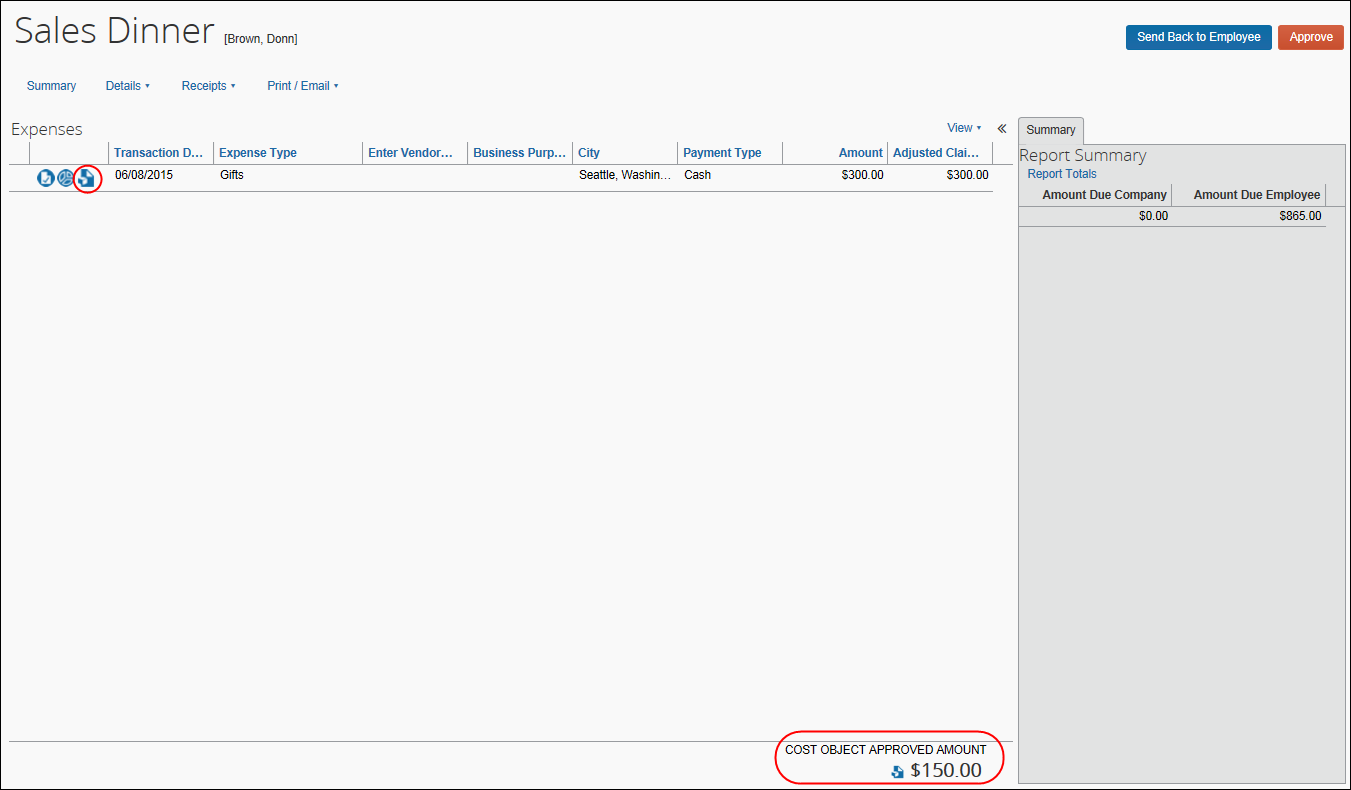 Sales Dinner [Brown, Donn]
Send Back to Employee Approve
Summary Details Receipts Print / Email
Expenses View «
Transaction D... Expense Type Enter Vendor... Business Purp... City Payment Type Amount Adjusted Clai...
06/08/2015 Gifts Seattle, Washin... Cash $300.00 $300.00
COST OBJECT APPROVED AMOUNT
$150.00
Summary
Report Summary
Report Totals
Amount Due Company Amount Due Employee
$0.00 $865.00